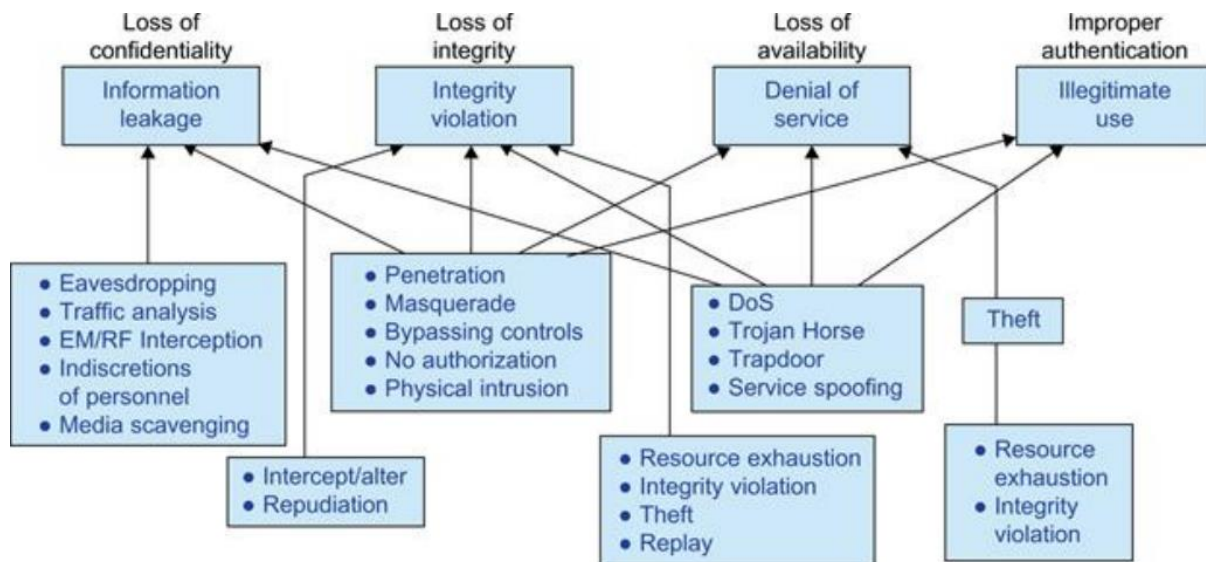 Loss of
confidentiality
Loss of
integrity
Loss of
availability
Improper
authentication
Information
leakage
Integrity
violation
Denial of
service
Illegitimate
use
● Eavesdropping
● Traffic analysis
● EM/RF Interception
● Indiscretions
of personnel
● Media scavenging
● Penetration
● Masquerade
● Bypassing controls
● No authorization
● Physical intrusion
● DoS
● Trojan Horse
● Trapdoor
● Service spoofing
Theft
● Intercept/alter
● Repudiation
● Resource exhaustion
● Integrity violation
● Theft
● Replay
● Resource
exhaustion
● Integrity
violation